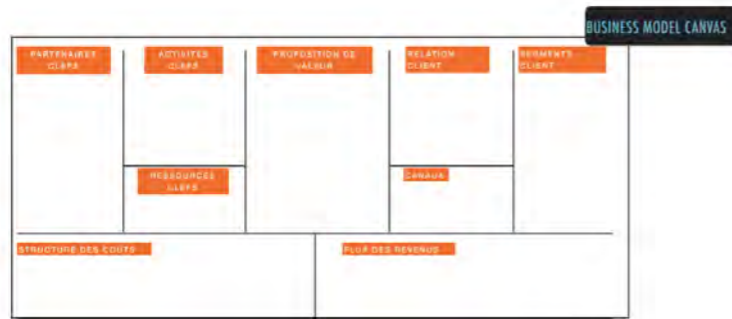 BUSINESS MODEL CANVAS
PARTENAIRES
CLEFS
ACTIVITÉS
CLEFS
PROPOSITION DE
VALEUR
RELATION
CLIENT
SEGMENTS
CLIENT
RESSOURCES
CLEFS
CANAUX
STRUCTURE DES COÛTS
FLUX DES REVENUS